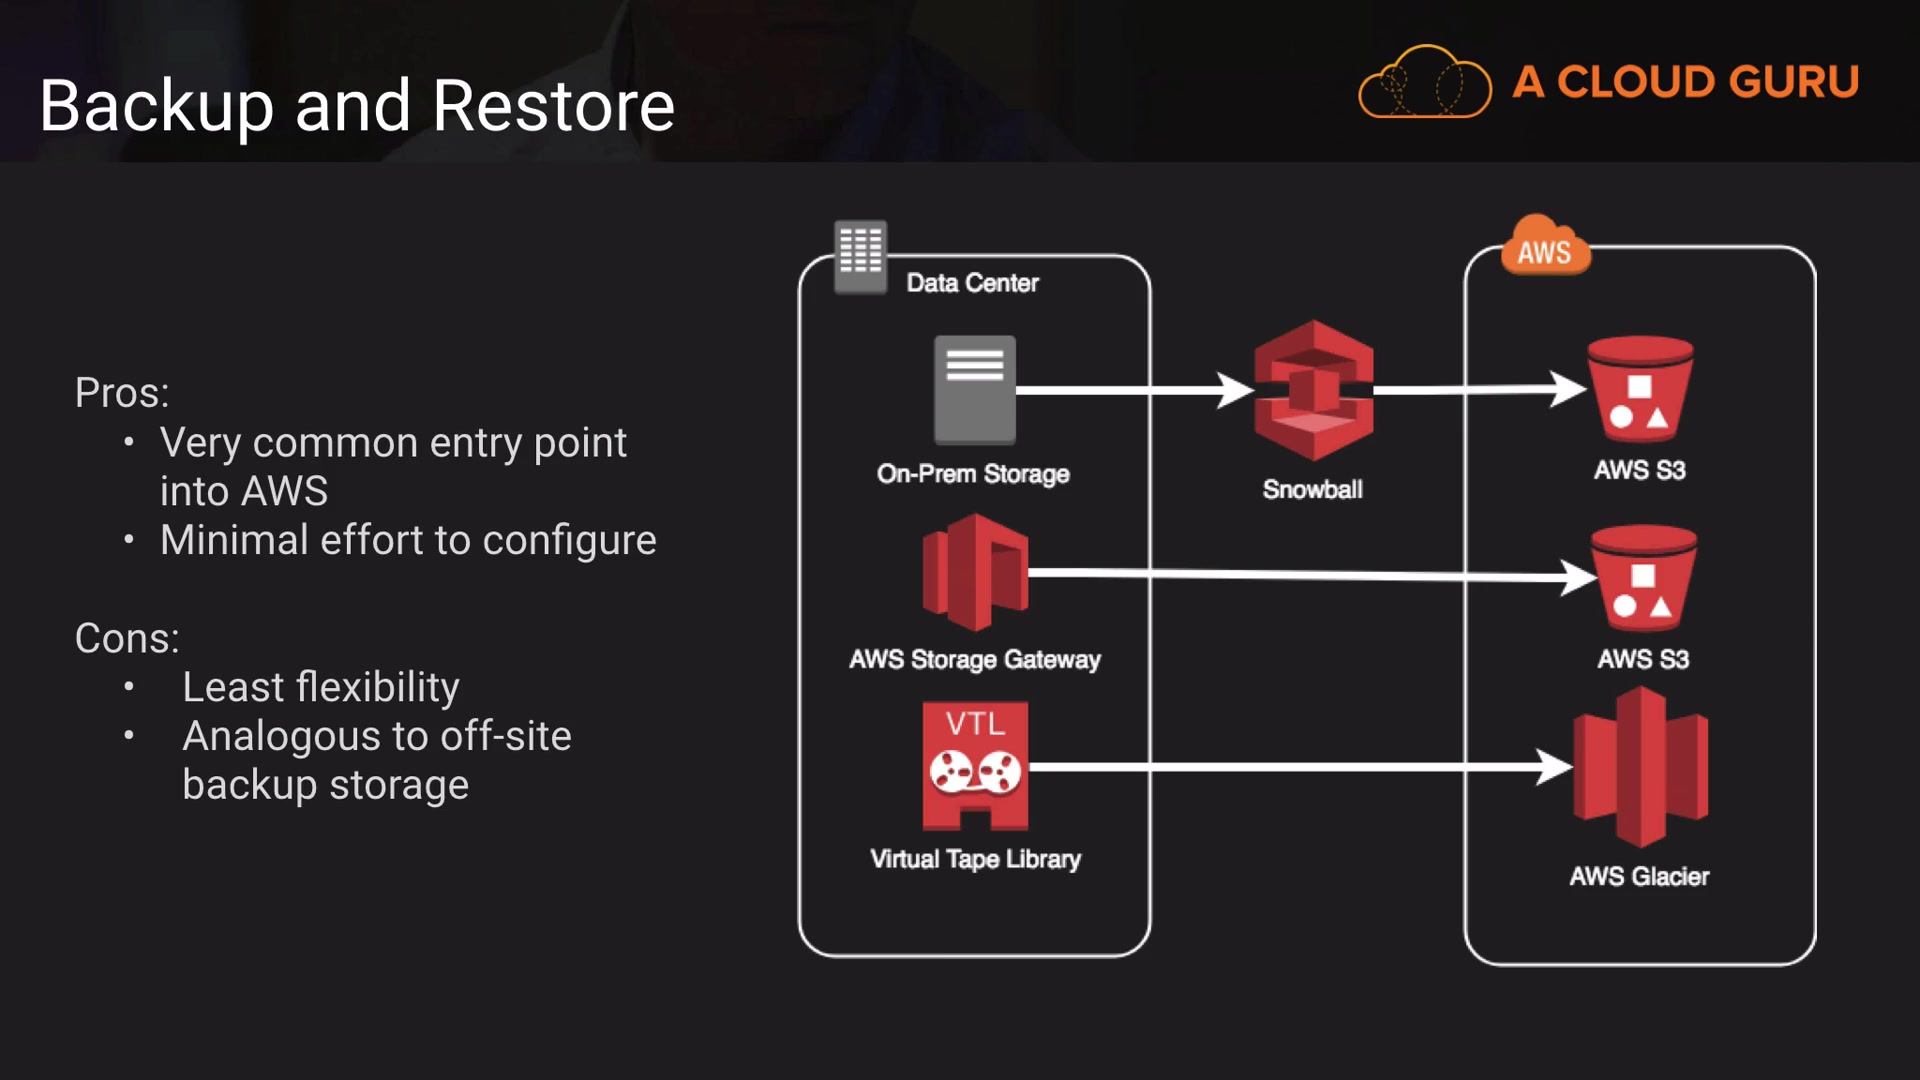 Backup and Restore
A CLOUD GURU
Pros:
• Very common entry point
into AWS
• Minimal effort to configure
Cons:
• Least flexibility
• Analogous to off-site
backup storage
Data Center
AWS
On-Prem Storage
Snowball
AWS S3
AWS Storage Gateway
AWS S3
VTL
Virtual Tape Library
AWS Glacier